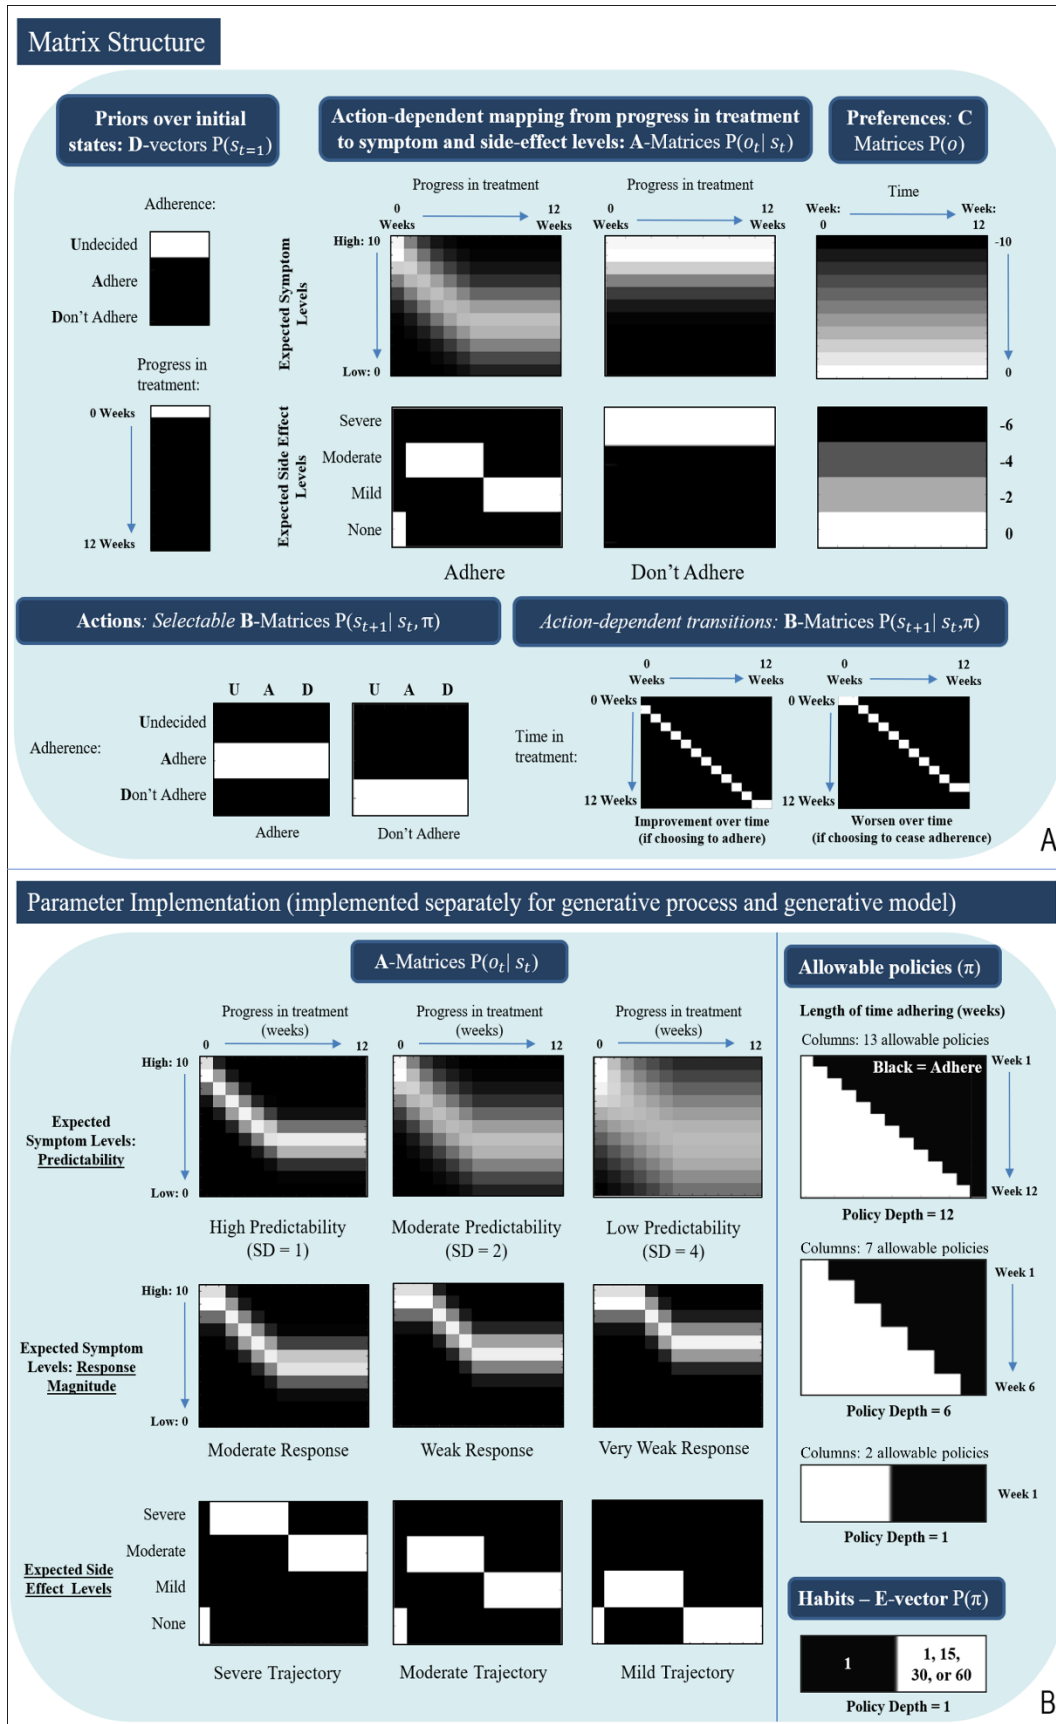 Matrix Structure
Priors over initial
states: D-vectors P(s_{t=1})
Action-dependent mapping from progress in treatment
to symptom and side-effect levels: A-Matrices P(o_t| s_t)
Preferences: C
Matrices P(o)
Adherence:
Undecided
Adhere
Don't Adhere
Progress in
treatment:
0 Weeks
12 Weeks
Progress in treatment
0
Weeks
12
Weeks
Progress in treatment
0
Weeks
12
Weeks
Time
Week:
0
Week:
12
Expected Symptom
Levels
High: 10
Low: 0
-10
0
Expected Side Effect
Levels
Severe
Moderate
Mild
None
-6
-4
-2
0
Adhere
Don't Adhere
Actions: Selectable B-Matrices P(s_{t+1}| s_t, π)
Action-dependent transitions: B-Matrices P(s_{t+1}| s_t,π)
U A D
U A D
Adherence:
Undecided
Adhere
Don't Adhere
Adhere
Don't Adhere
0
Weeks
12
Weeks
0
Weeks
12
Weeks
Time in
treatment:
0 Weeks
12 Weeks
0 Weeks
12 Weeks
Improvement over time
(if choosing to adhere)
Worsen over time
(if choosing to cease adherence)
A
Parameter Implementation (implemented separately for generative process and generative model)
A-Matrices P(o_t| s_t)
Progress in treatment
(weeks)
0 12
Progress in treatment
(weeks)
0 12
Progress in treatment
(weeks)
0 12
Expected
Symptom Levels:
Predictability
High: 10
Low: 0
High Predictability
(SD = 1)
Moderate Predictability
(SD = 2)
Low Predictability
(SD = 4)
Expected Symptom
Levels: Response
Magnitude
High: 10
Low: 0
Moderate Response
Weak Response
Very Weak Response
Expected Side
Effect Levels
Severe
Moderate
Mild
None
Severe Trajectory
Moderate Trajectory
Mild Trajectory
Allowable policies (π)
Length of time adhering (weeks)
Columns: 13 allowable policies
Black = Adhere
Week 1
Week 12
Policy Depth = 12
Columns: 7 allowable policies
Week 1
Week 6
Policy Depth = 6
Columns: 2 allowable policies
Week 1
Policy Depth = 1
Habits – E-vector P(π)
1
1, 15,
30, or 60
Policy Depth = 1
B